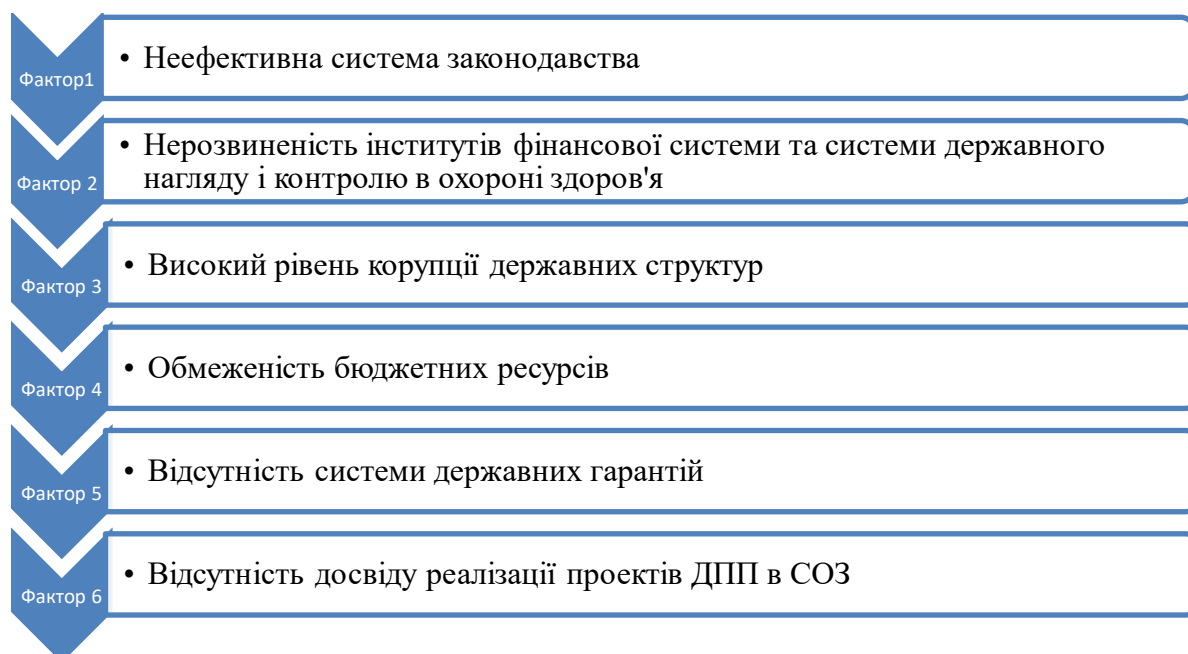 Фактор1
• Неефективна система законодавства
Фактор 2
• Нерозвиненість інститутів фінансової системи та системи державного
нагляду і контролю в охороні здоров'я
Фактор 3
• Високий рівень корупції державних структур
Фактор 4
• Обмеженість бюджетних ресурсів
Фактор 5
• Відсутність системи державних гарантій
Фактор 6
• Відсутність досвіду реалізації проектів ДПП в СОЗ